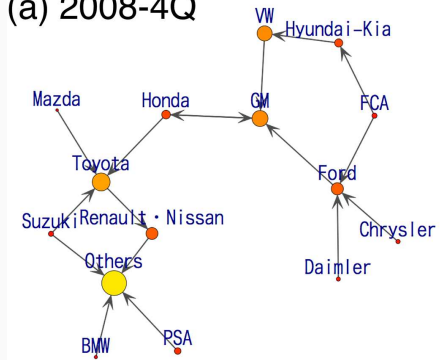 (a) 2008-4Q
VW
Hyundai-Kia
Mazda
Honda
GM
FCA
Toyota
Ford
Suzuki
Renault・Nissan
Chrysler
Others
Daimler
BMW
PSA